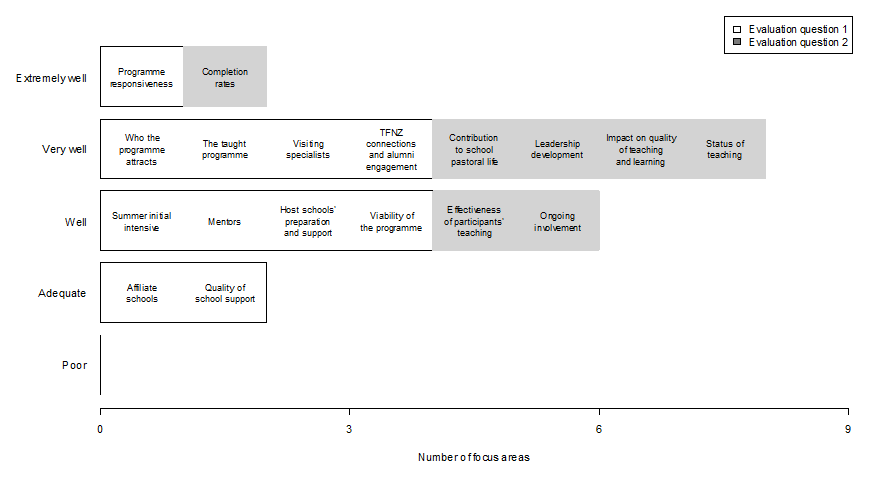 Evaluation question 1
Evaluation question 2
Extremely well
Programme
responsiveness
Completion
rates
Very well
Who the
programme
attracts
The taught
programme
Visiting
specialists
TFNZ
connections
and alumni
engagement
Contribution
to school
pastoral life
Leadership
development
Impact on quality
of teaching
and learning
Status of
teaching
Well
Summer initial
intensive
Mentors
Host schools'
preparation
and support
Viability of
the programme
Effectiveness
of participants'
teaching
Ongoing
involvement
Adequate
Affiliate
schools
Quality of
school support
Poor
0 3 6 9
Number of focus areas